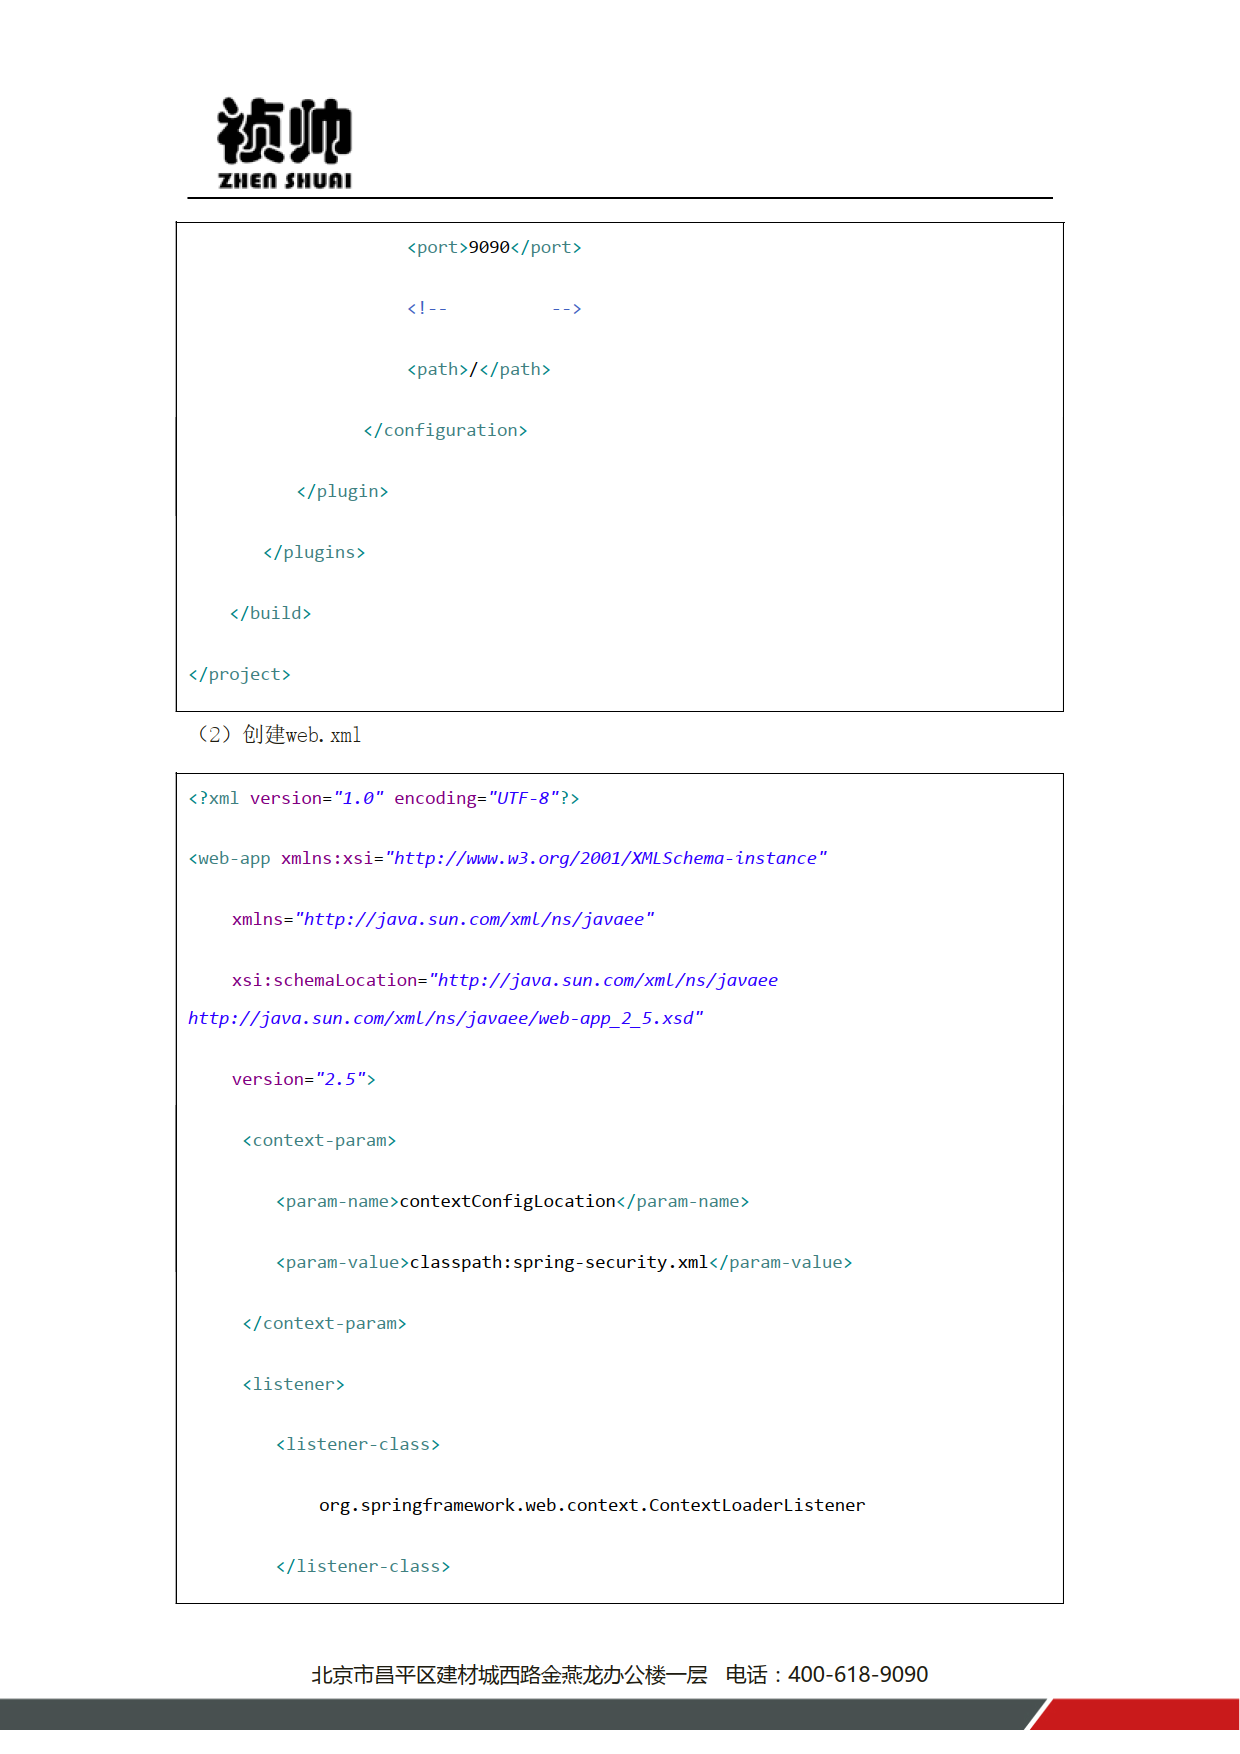 祯帅
ZHEN SHUAI
<port>9090</port>
<!-- -->
<path>/</path>
</configuration>
</plugin>
</plugins>
</build>
</project>
（2）创建web.xml
<?xml version="1.0" encoding="UTF-8"?>
<web-app xmlns:xsi="http://www.w3.org/2001/XMLSchema-instance"
xmlns="http://java.sun.com/xml/ns/javaee"
xsi:schemaLocation="http://java.sun.com/xml/ns/javaee
http://java.sun.com/xml/ns/javaee/web-app_2_5.xsd"
version="2.5">
<context-param>
<param-name>contextConfigLocation</param-name>
<param-value>classpath:spring-security.xml</param-value>
</context-param>
<listener>
<listener-class>
org.springframework.web.context.ContextLoaderListener
</listener-class>
北京市昌平区建材城西路金燕龙办公楼一层 电话：400-618-9090